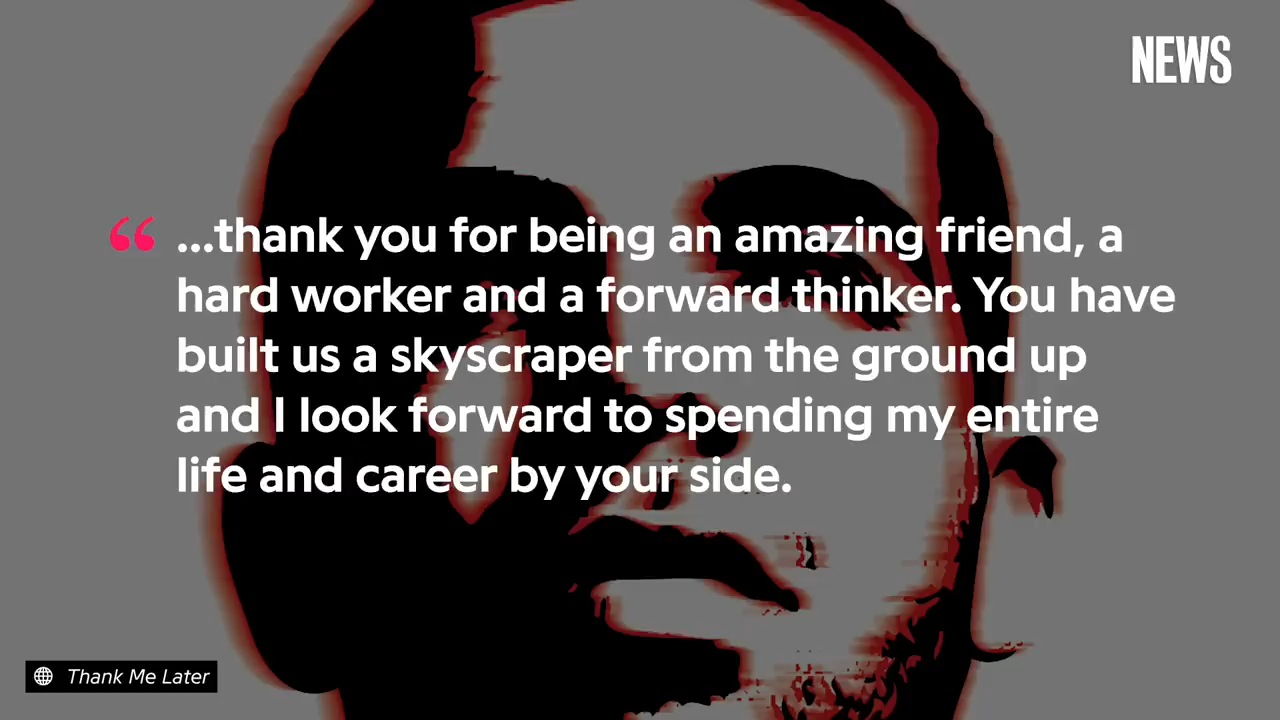 NEWS
“ ...thank you for being an amazing friend, a
hard worker and a forward thinker. You have
built us a skyscraper from the ground up
and I look forward to spending my entire
life and career by your side.
Thank Me Later